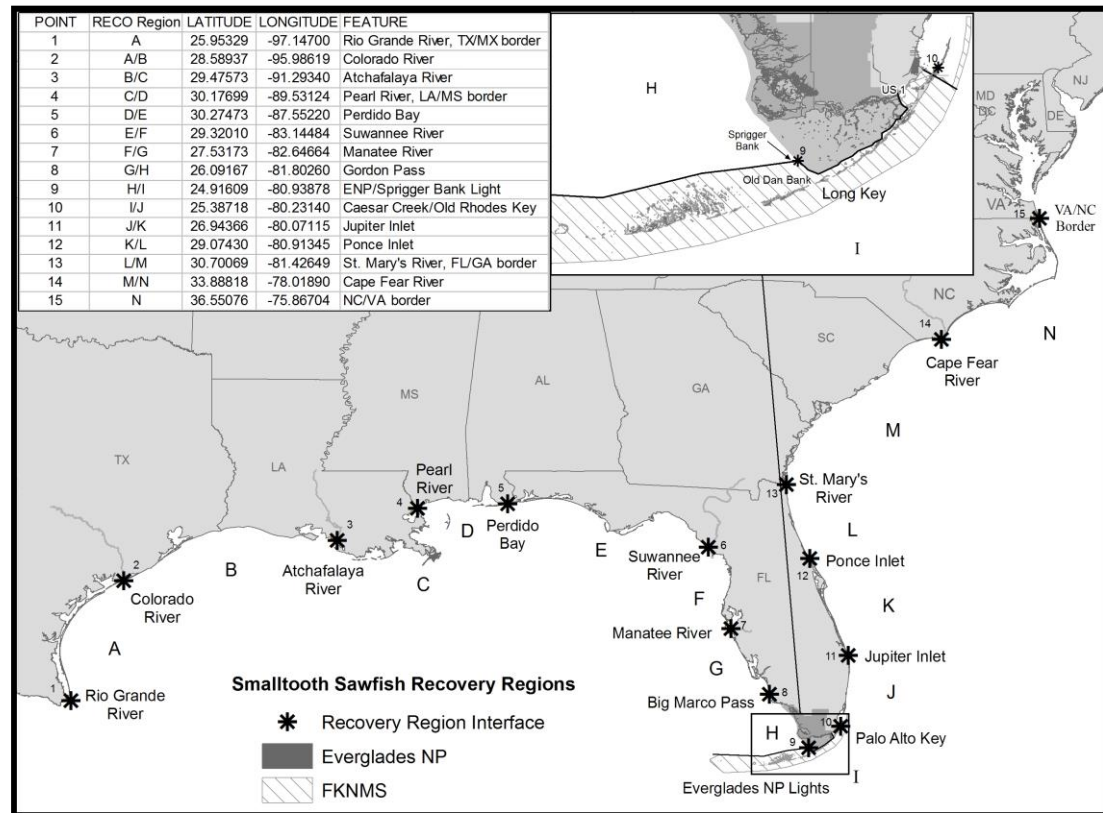 POINT RECO Region LATITUDE LONGITUDE FEATURE
1 A 25.95329 -97.14700 Rio Grande River, TX/MX border
2 A/B 28.58937 -95.98619 Colorado River
3 B/C 29.47573 -91.29340 Atchafalaya River
4 C/D 30.17699 -89.53124 Pearl River, LA/MS border
5 D/E 30.27473 -87.55220 Perdido Bay
6 E/F 29.32010 -83.14484 Suwannee River
7 F/G 27.53173 -82.64664 Manatee River
8 G/H 26.09167 -81.80260 Gordon Pass
9 H/I 24.91609 -80.93878 ENP/Sprigger Bank Light
10 I/J 25.38718 -80.23140 Caesar Creek/Old Rhodes Key
11 J/K 26.94366 -80.07115 Jupiter Inlet
12 K/L 29.07430 -80.91345 Ponce Inlet
13 L/M 30.70069 -81.42649 St. Mary's River, FL/GA border
14 M/N 33.88818 -78.01890 Cape Fear River
15 N 36.55076 -75.86704 NC/VA border
H
10
US 1
Sprigger
Bank
9
Old Dan Bank
Long Key
I
NJ
MD
DC
DE
VA
15
VA/NC
Border
NC
N
14
Cape Fear
River
SC
MS
AL
GA
M
TX
LA
Pearl
River
4
5
Perdido
Bay
D
13
St. Mary's
River
3
Atchafalaya
River
E
6
Suwannee
River
L
FL
Ponce Inlet
12
2
Colorado
River
B
C
F
K
Manatee River
7
A
G
11
Jupiter Inlet
1
Rio Grande
River
Big Marco Pass
8
J
H
10
Palo Alto Key
9
I
Everglades NP Lights
Smalltooth Sawfish Recovery Regions
Recovery Region Interface
Everglades NP
FKNMS